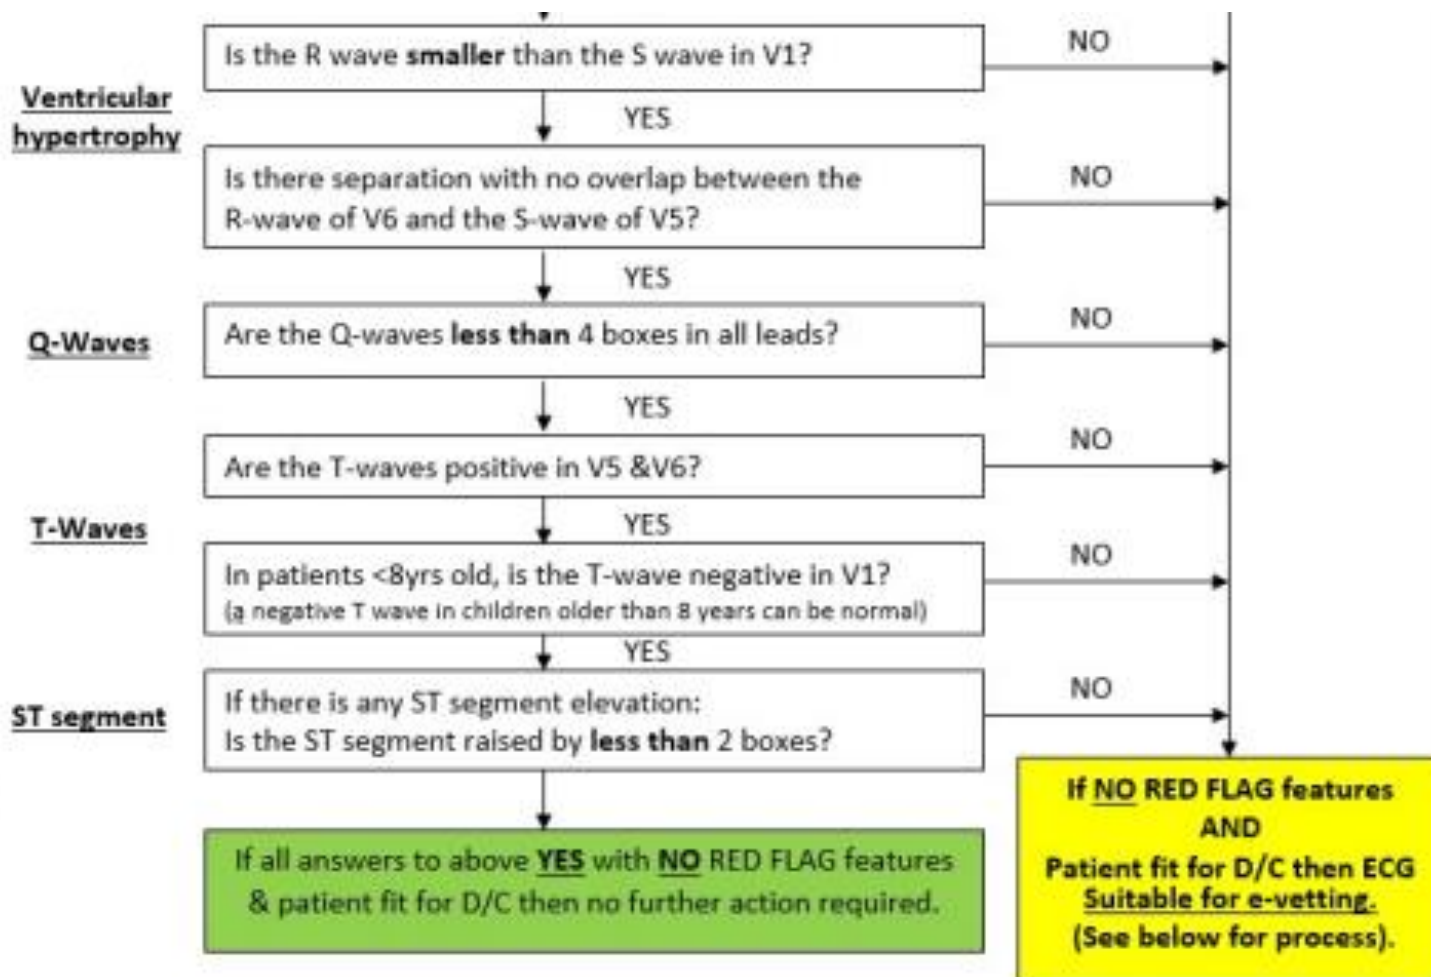 Is the R wave smaller than the S wave in V1?
NO
Ventricular
hypertrophy
YES
Is there separation with no overlap between the
R-wave of V6 and the S-wave of V5?
NO
YES
Q-Waves
Are the Q-waves less than 4 boxes in all leads?
NO
YES
Are the T-waves positive in V5 &V6?
NO
T-Waves
YES
In patients <8yrs old, is the T-wave negative in V1?
(a negative T wave in children older than 8 years can be normal)
NO
YES
ST segment
If there is any ST segment elevation:
Is the ST segment raised by less than 2 boxes?
NO
If all answers to above YES with NO RED FLAG features
& patient fit for D/C then no further action required.
If NO RED FLAG features
AND
Patient fit for D/C then ECG
Suitable for e-vetting.
(See below for process).